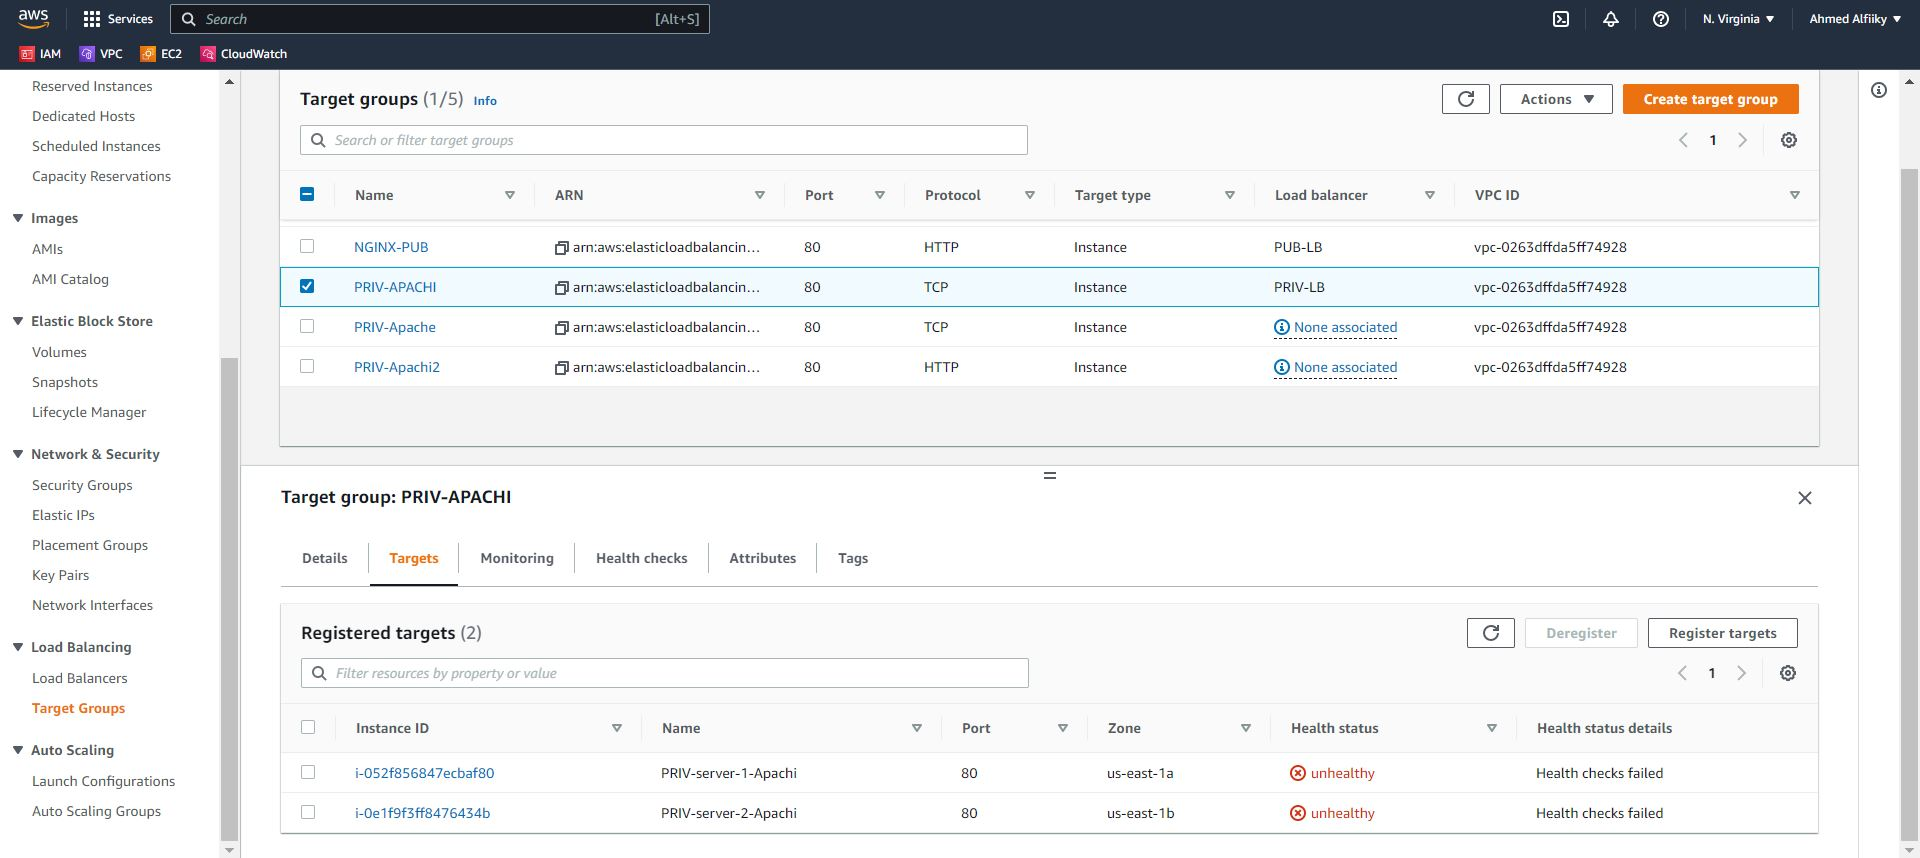 aws Services Search [Alt+S] N. Virginia Ahmed Alfiiky
IAM VPC EC2 CloudWatch
Reserved Instances
Dedicated Hosts
Scheduled Instances
Capacity Reservations
Images
AMIs
AMI Catalog
Elastic Block Store
Volumes
Snapshots
Lifecycle Manager
Network & Security
Security Groups
Elastic IPs
Placement Groups
Key Pairs
Network Interfaces
Load Balancing
Load Balancers
Target Groups
Auto Scaling
Launch Configurations
Auto Scaling Groups
Target groups (1/5) Info Actions Create target group
Search or filter target groups 1
Name ARN Port Protocol Target type Load balancer VPC ID
NGINX-PUB arn:aws:elasticloadbalancin... 80 HTTP Instance PUB-LB vpc-0263dffda5ff74928
PRIV-APACHI arn:aws:elasticloadbalancin... 80 TCP Instance PRIV-LB vpc-0263dffda5ff74928
PRIV-Apache arn:aws:elasticloadbalancin... 80 TCP Instance None associated vpc-0263dffda5ff74928
PRIV-Apachi2 arn:aws:elasticloadbalancin... 80 HTTP Instance None associated vpc-0263dffda5ff74928
Target group: PRIV-APACHI
Details Targets Monitoring Health checks Attributes Tags
Registered targets (2) Deregister Register targets
Filter resources by property or value 1
Instance ID Name Port Zone Health status Health status details
i-052f856847ecbaf80 PRIV-server-1-Apachi 80 us-east-1a unhealthy Health checks failed
i-0e1f9f3ff8476434b PRIV-server-2-Apachi 80 us-east-1b unhealthy Health checks failed